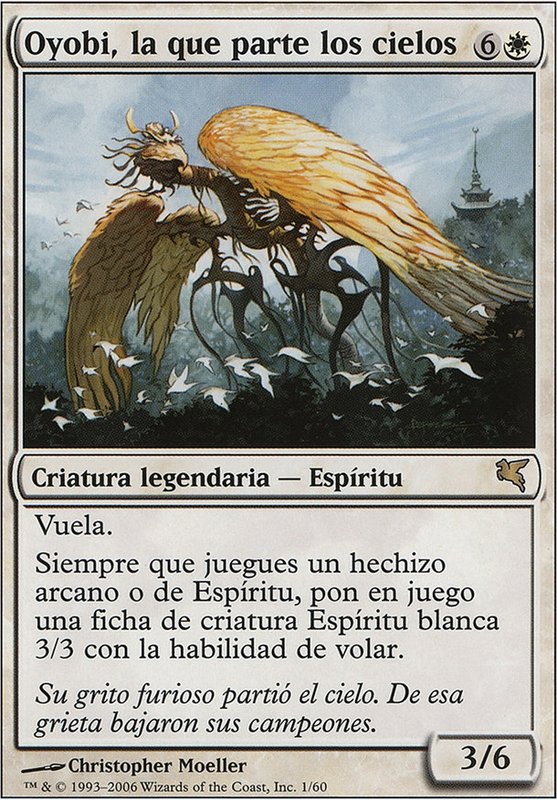 Oyobi, la que parte los cielos 6
Criatura legendaria — Espíritu
Vuela.
Siempre que juegues un hechizo
arcano o de Espíritu, pon en juego
una ficha de criatura Espíritu blanca
3/3 con la habilidad de volar.
Su grito furioso partió el cielo. De esa
grieta bajaron sus campeones.
3/6
Christopher Moeller
™ & © 1993–2006 Wizards of the Coast, Inc. 1/60